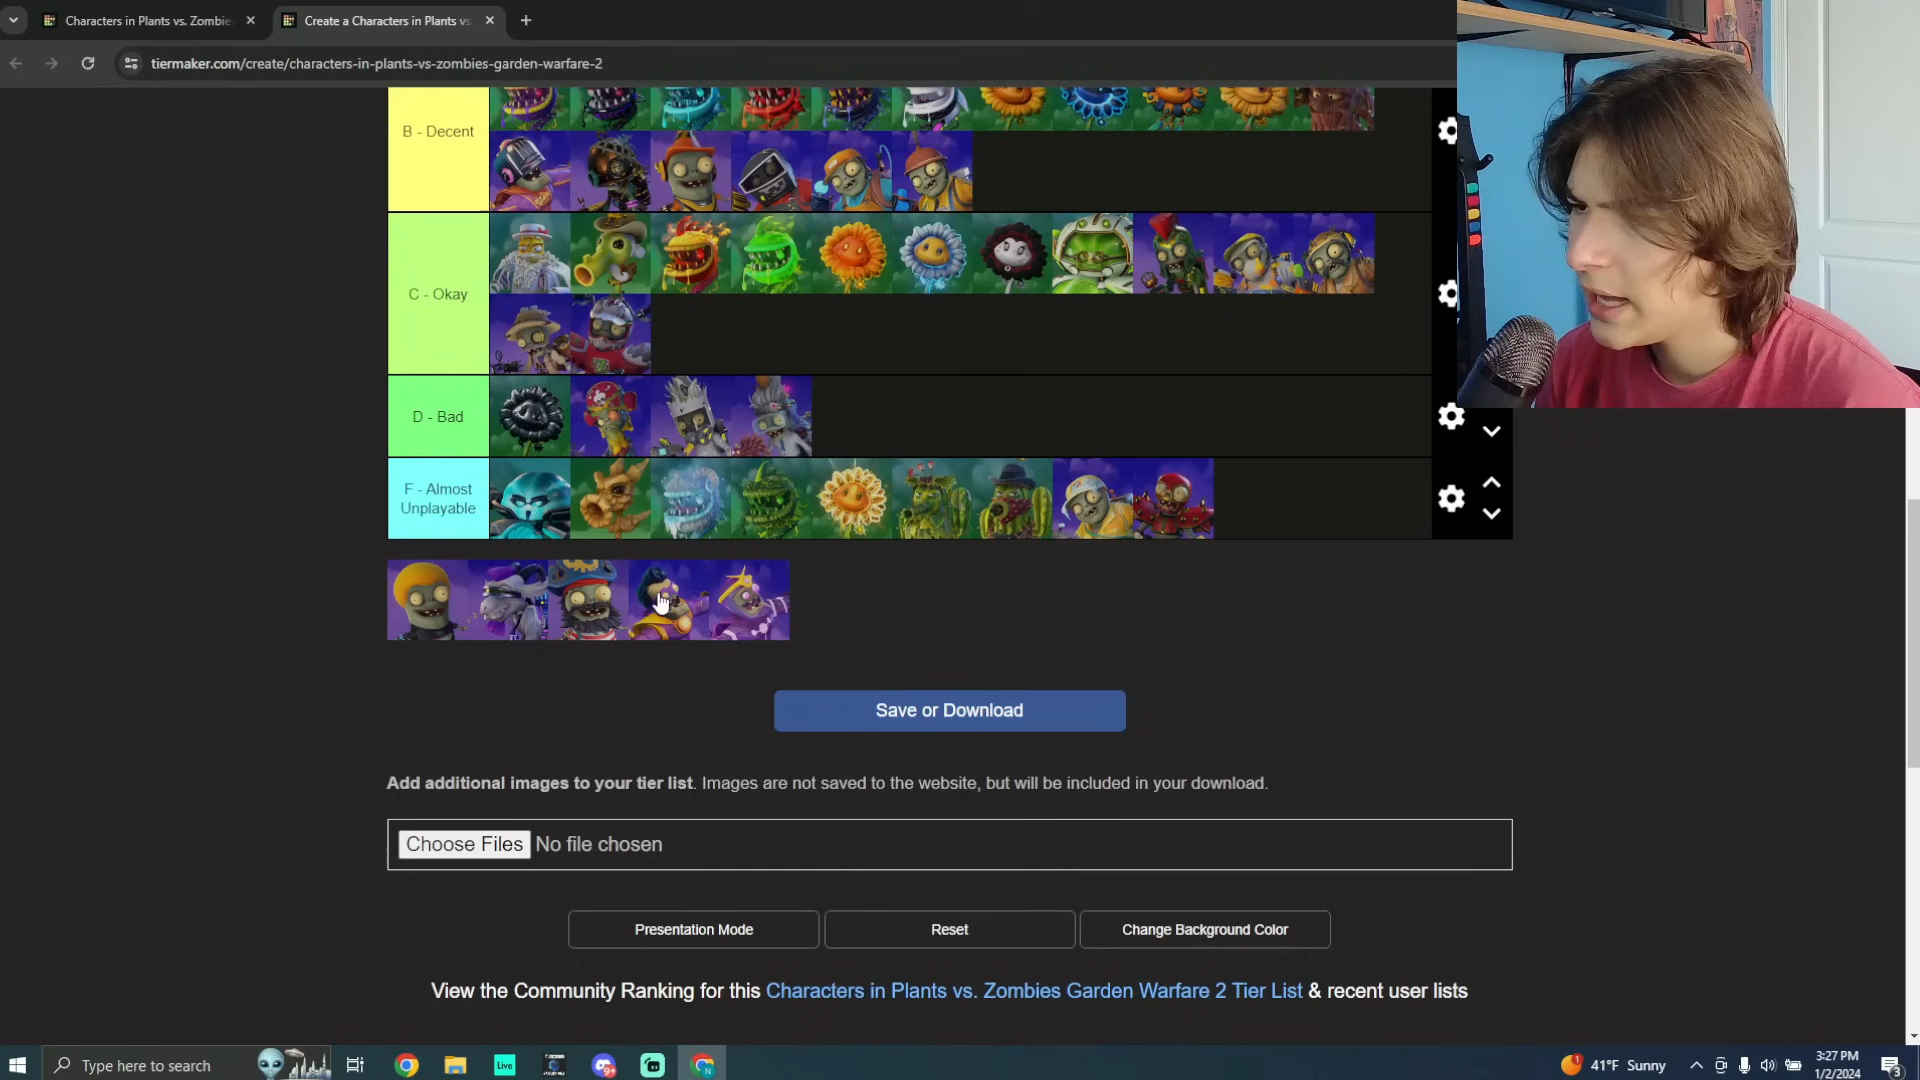 Characters in Plants vs. Zombie
Create a Characters in Plants vs
tiermaker.com/create/characters-in-plants-vs-zombies-garden-warfare-2
B - Decent
C - Okay
D - Bad
F - Almost
Unplayable
Save or Download
Add additional images to your tier list. Images are not saved to the website, but will be included in your download.
Choose Files No file chosen
Presentation Mode
Reset
Change Background Color
View the Community Ranking for this Characters in Plants vs. Zombies Garden Warfare 2 Tier List & recent user lists
Type here to search
Live
9+
N
1
41°F Sunny
3:27 PM
1/2/2024
3